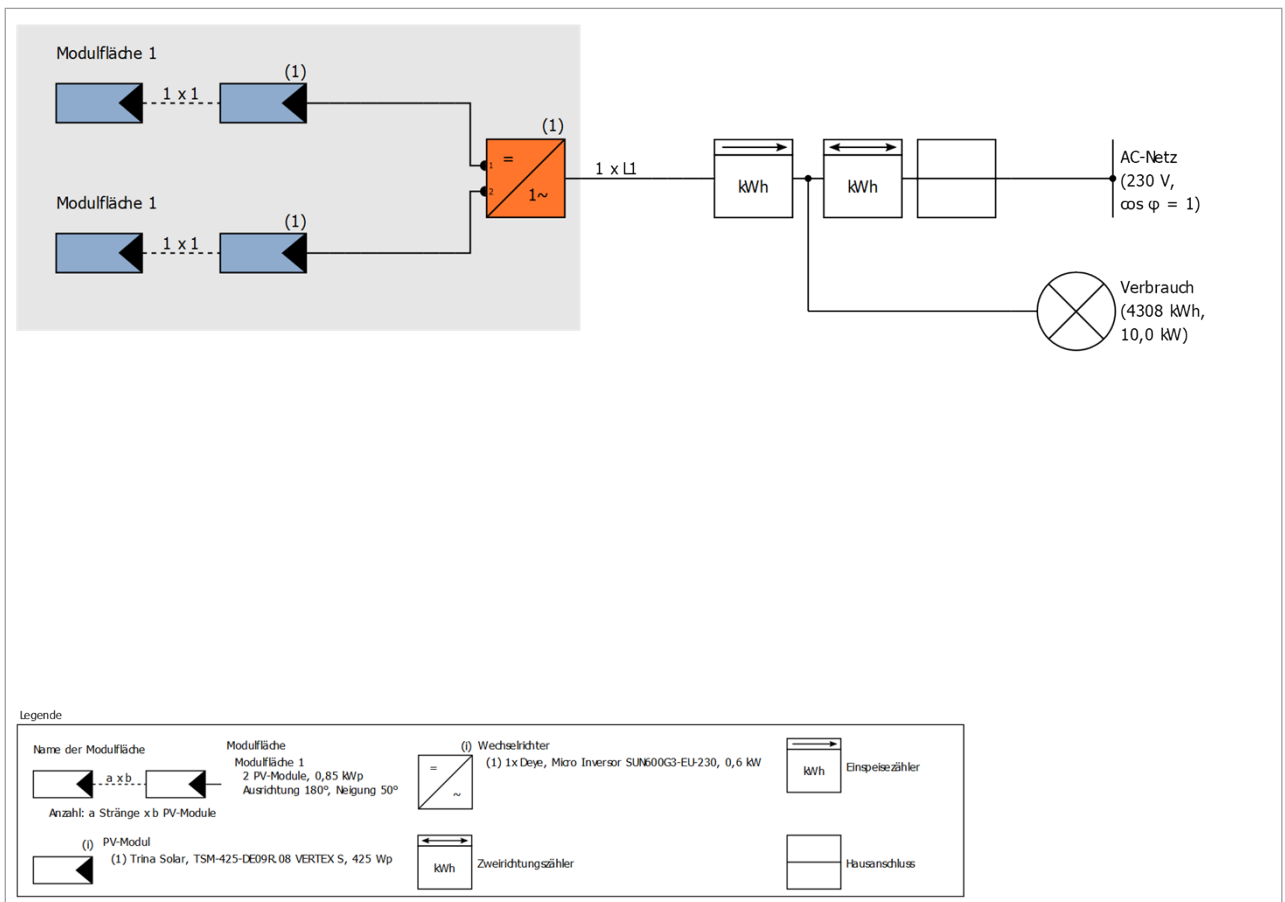 Modulfläche 1
1 x 1
(1)
Modulfläche 1
1 x 1
(1)
(1)
1
=
2
1~
1 x L1
kWh
kWh
AC-Netz
(230 V,
cos φ = 1)
Verbrauch
(4308 kWh,
10,0 kW)
Legende
Name der Modulfläche
a x b
Anzahl: a Stränge x b PV-Module
Modulfläche
Modulfläche 1
2 PV-Module, 0,85 kWp
Ausrichtung 180°, Neigung 50°
(i) PV-Modul
(1) Trina Solar, TSM-425-DE09R.08 VERTEX S, 425 Wp
(i) Wechselrichter
=
~
(1) 1x Deye, Micro Inversor SUN600G3-EU-230, 0,6 kW
kWh
Zweirichtungszähler
kWh
Einspeisezähler
Hausanschluss